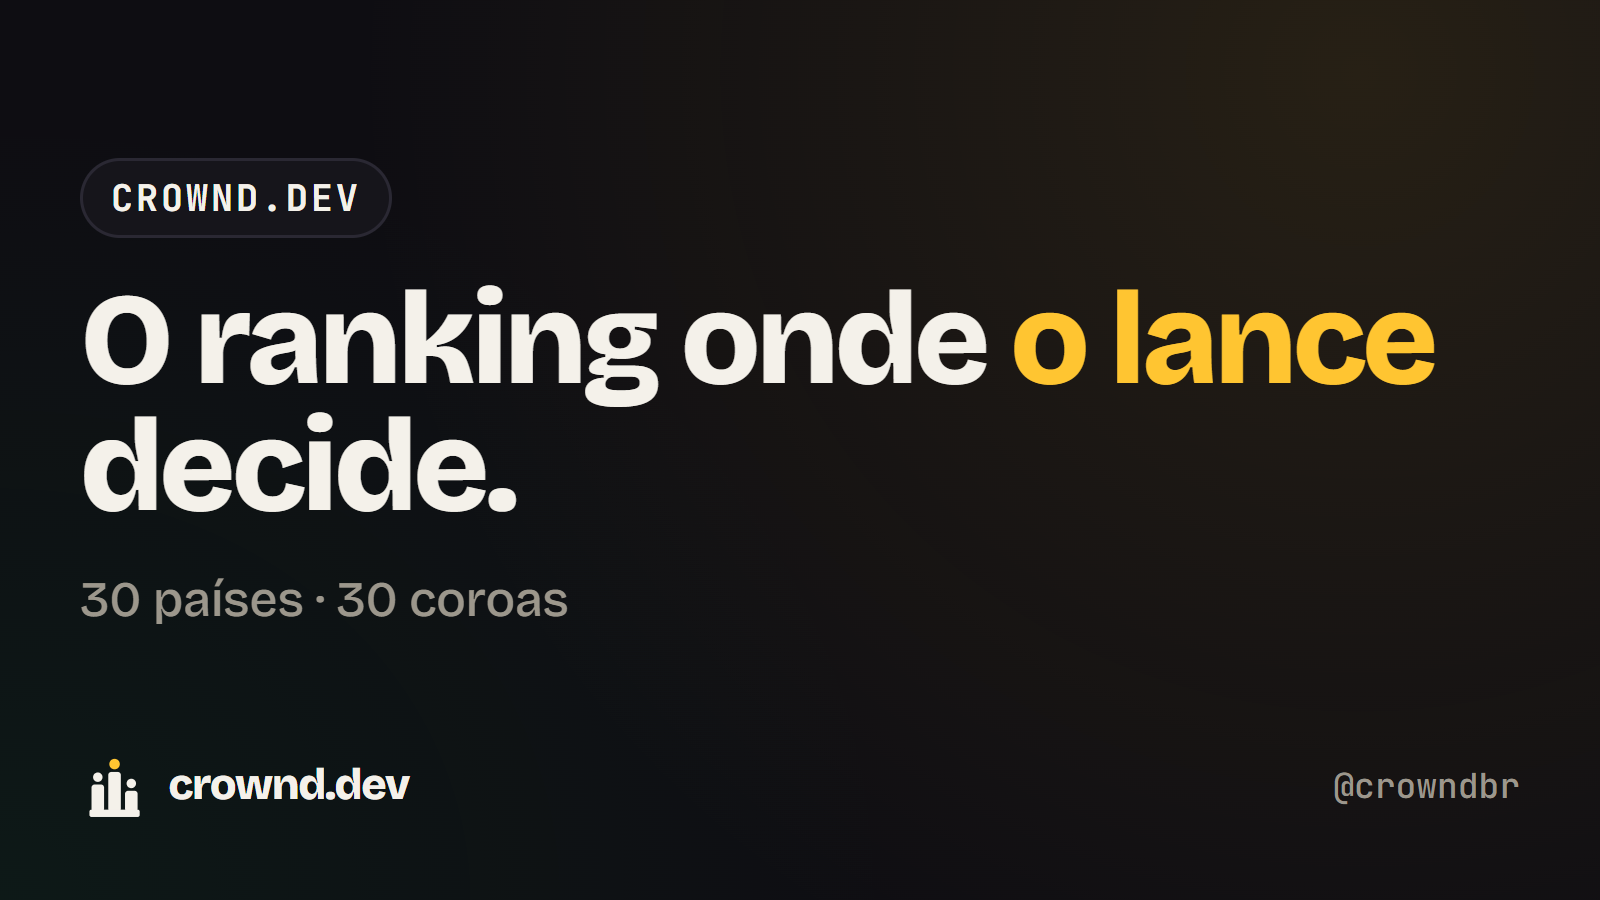 CROWND.DEV
O ranking onde o lance
decide.
30 países · 30 coroas
crownd.dev
@crowndbr